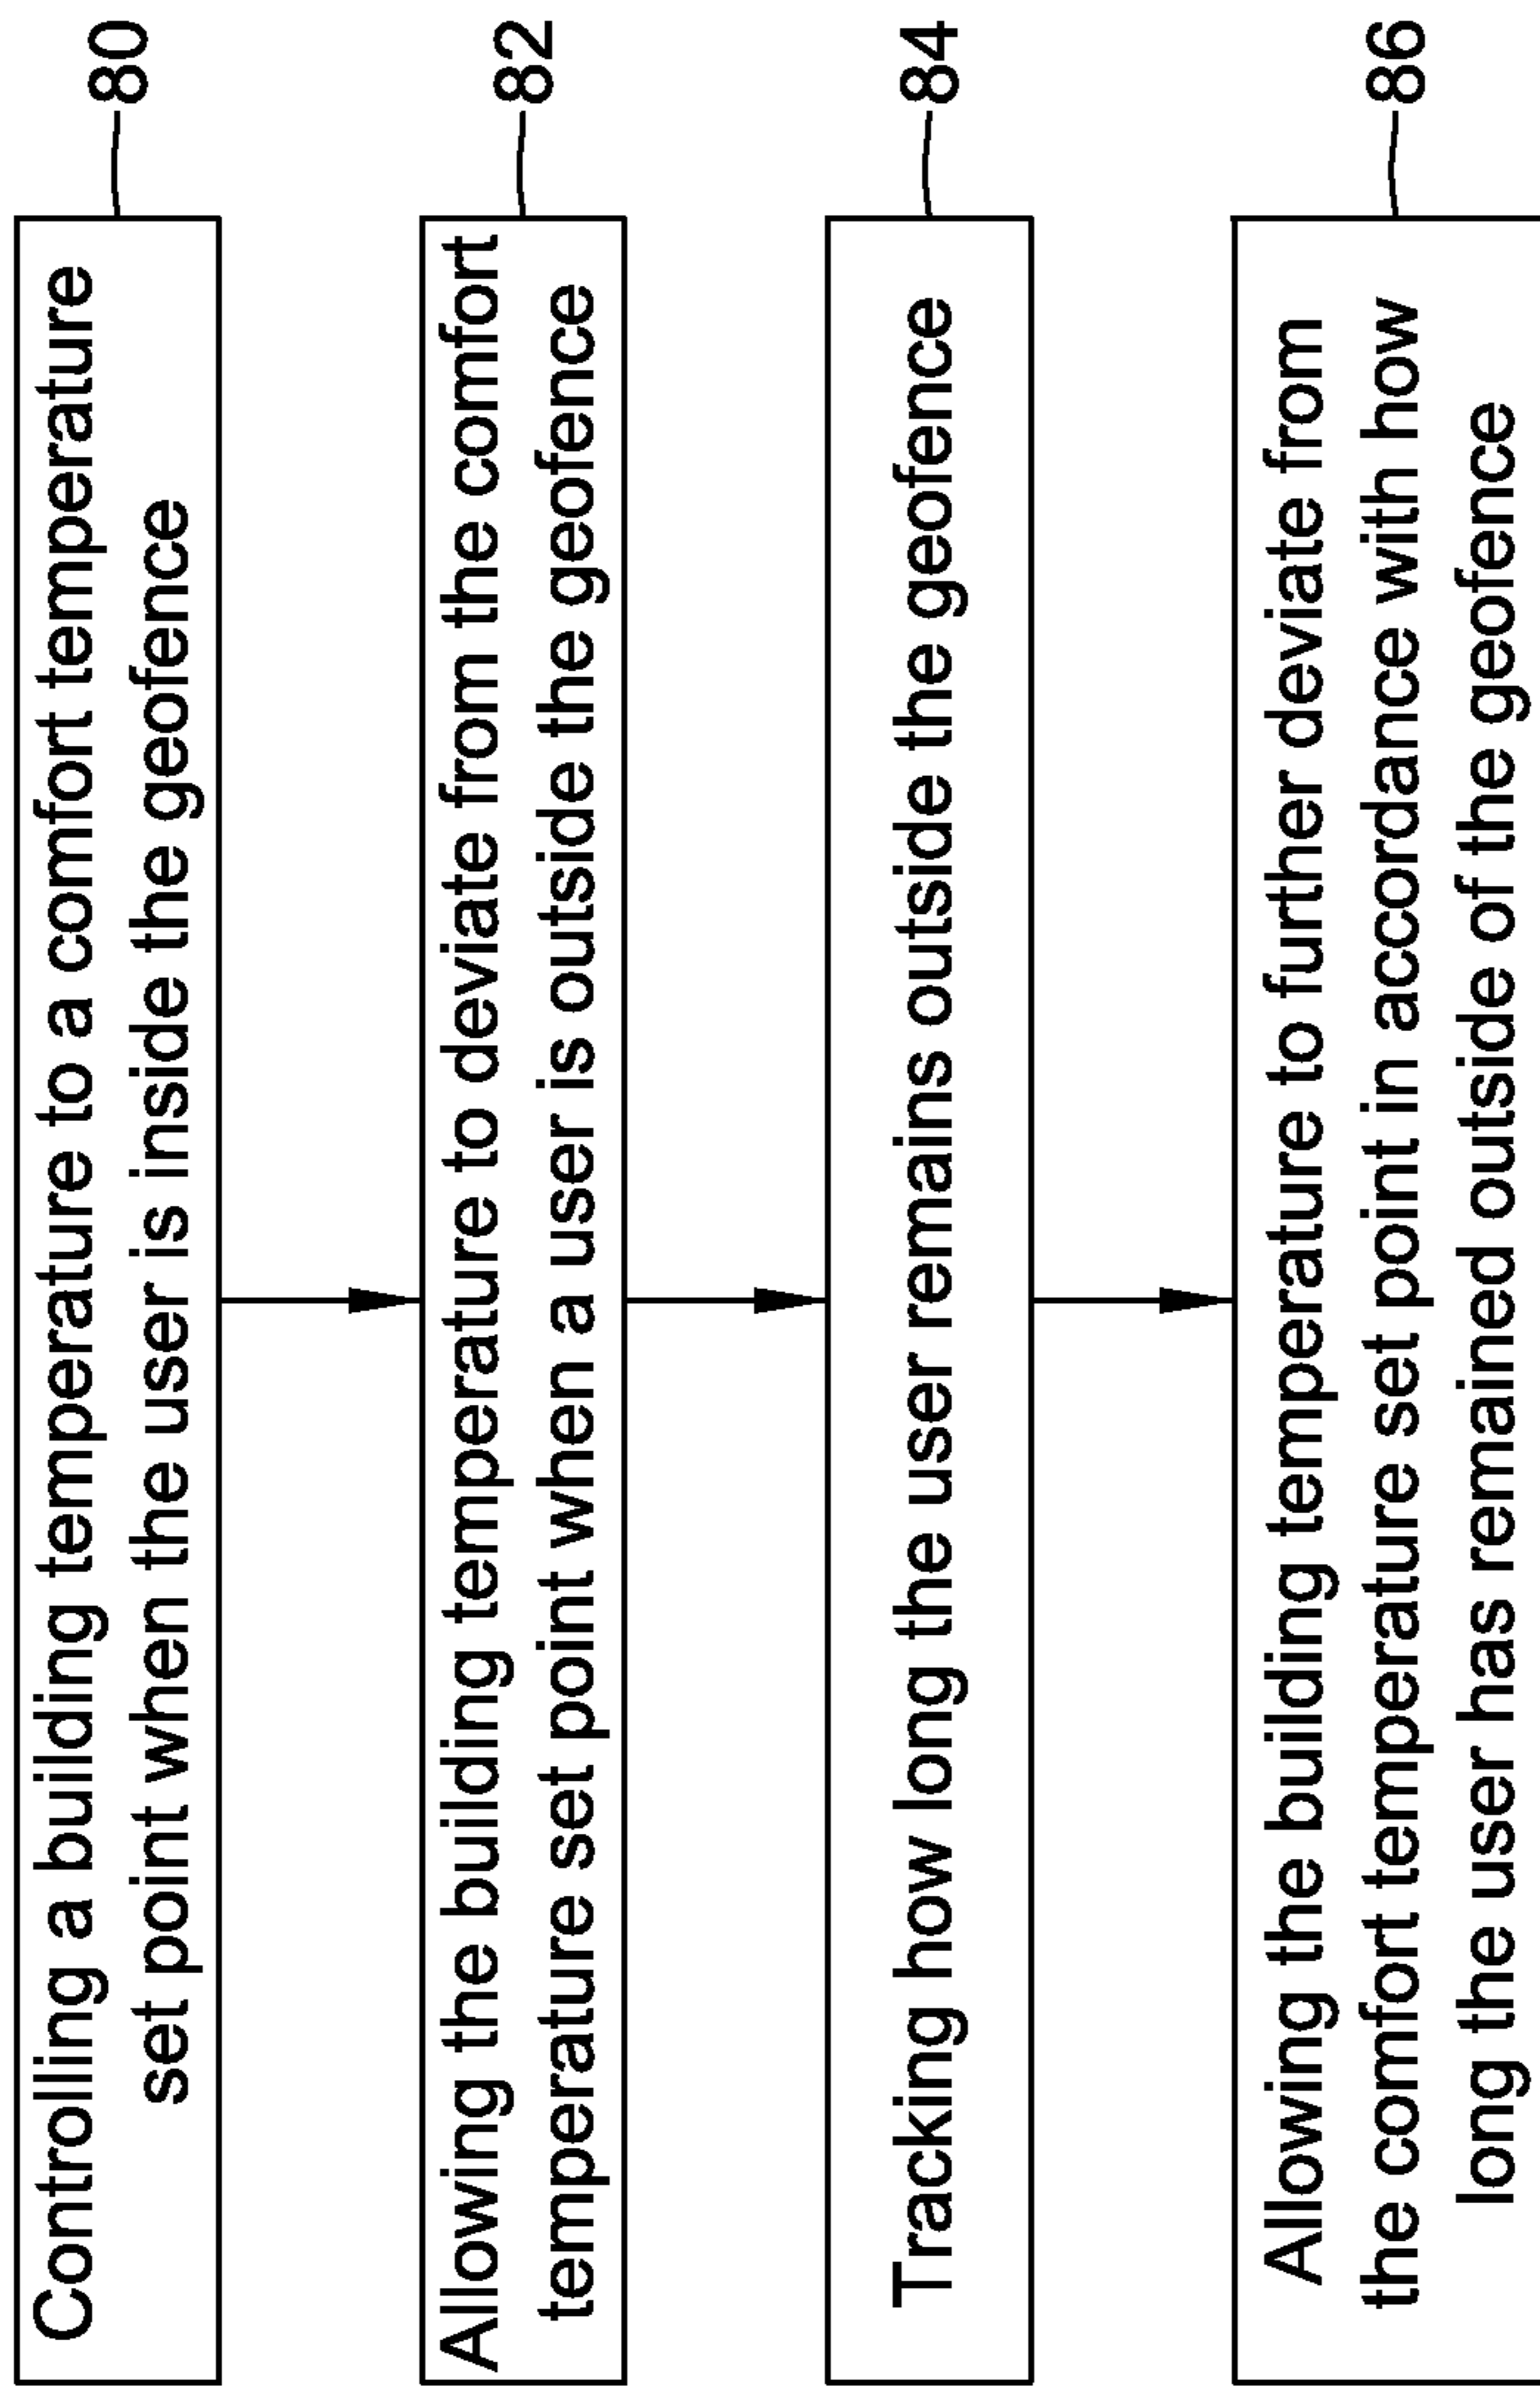 Controlling a building temperature to a comfort temperature
set point when the user is inside the geofence
80
Allowing the building temperature to deviate from the comfort
temperature set point when a user is outside the geofence
82
Tracking how long the user remains outside the geofence
84
Allowing the building temperature to further deviate from
the comfort temperature set point in accordance with how
long the user has remained outside of the geofence
86